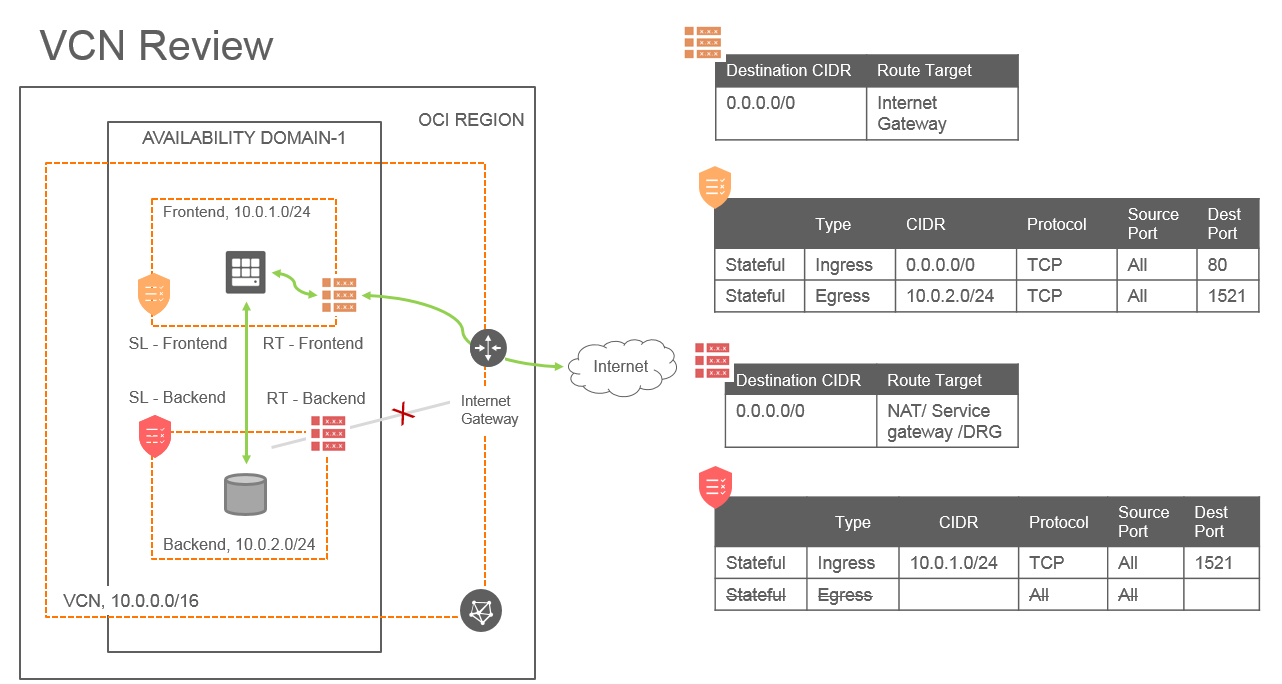 VCN Review
OCI REGION
AVAILABILITY DOMAIN-1
Frontend, 10.0.1.0/24
SL - Frontend
RT - Frontend
SL - Backend
RT - Backend
Internet
Gateway
Internet
Backend, 10.0.2.0/24
VCN, 10.0.0.0/16
Destination CIDR Route Target
0.0.0.0/0 Internet
Gateway
Type CIDR Protocol Source
Port Dest
Port
Stateful Ingress 0.0.0.0/0 TCP All 80
Stateful Egress 10.0.2.0/24 TCP All 1521
Destination CIDR Route Target
0.0.0.0/0 NAT/ Service
gateway /DRG
Type CIDR Protocol Source
Port Dest
Port
Stateful Ingress 10.0.1.0/24 TCP All 1521
Stateful Egress All All